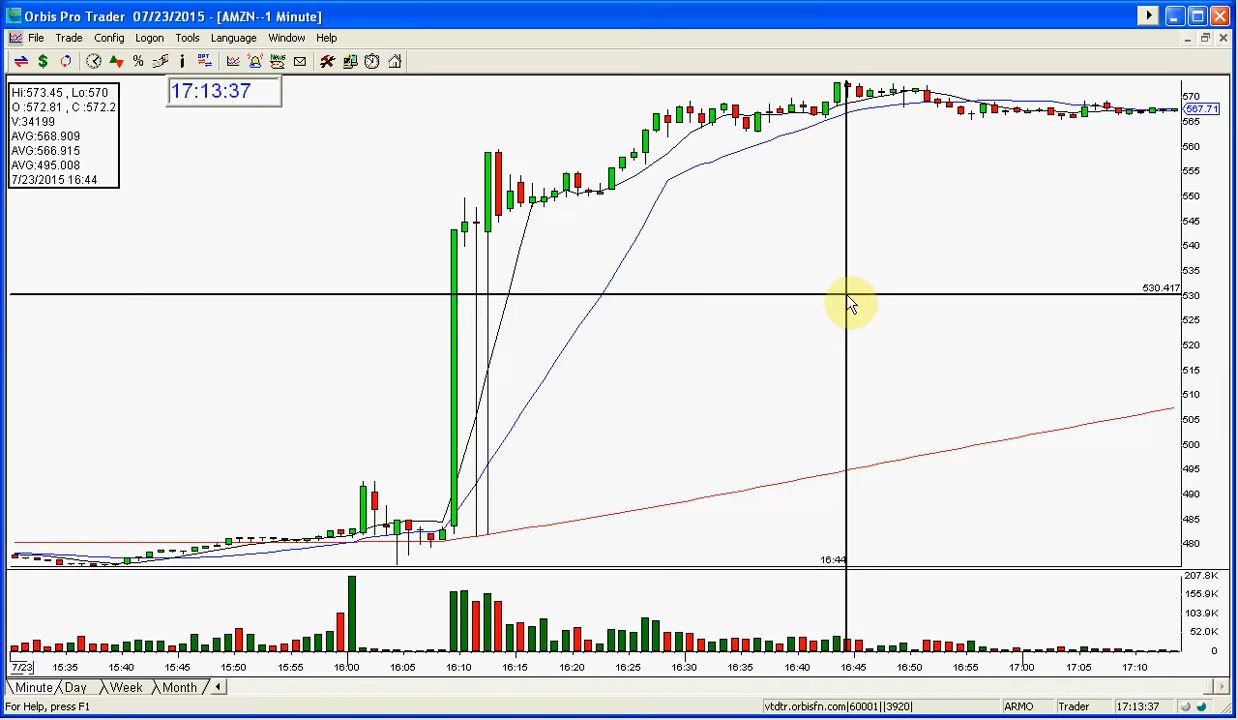 Orbis Pro Trader 07/23/2015 - [AMZN--1 Minute]
File Trade Config Logon Tools Language Window Help
Hi:573.45 , Lo:570
O :572.81 , C :572.2
V:34199
AVG:568.909
AVG:566.915
AVG:495.008
7/23/2015 16:44
17:13:37
570
567.71
565
560
555
550
545
540
535
530.417
530
525
520
515
510
505
500
495
490
485
480
16:44
207.8K
155.9K
103.9K
52.0K
0
7/23 15:35 15:40 15:45 15:50 15:55 16:00 16:05 16:10 16:15 16:20 16:25 16:30 16:35 16:40 16:45 16:50 16:55 17:00 17:05 17:10
Minute Day Week Month
For Help, press F1 vtdtr.orbisfn.com|60001||3920| ARMO Trader 17:13:37